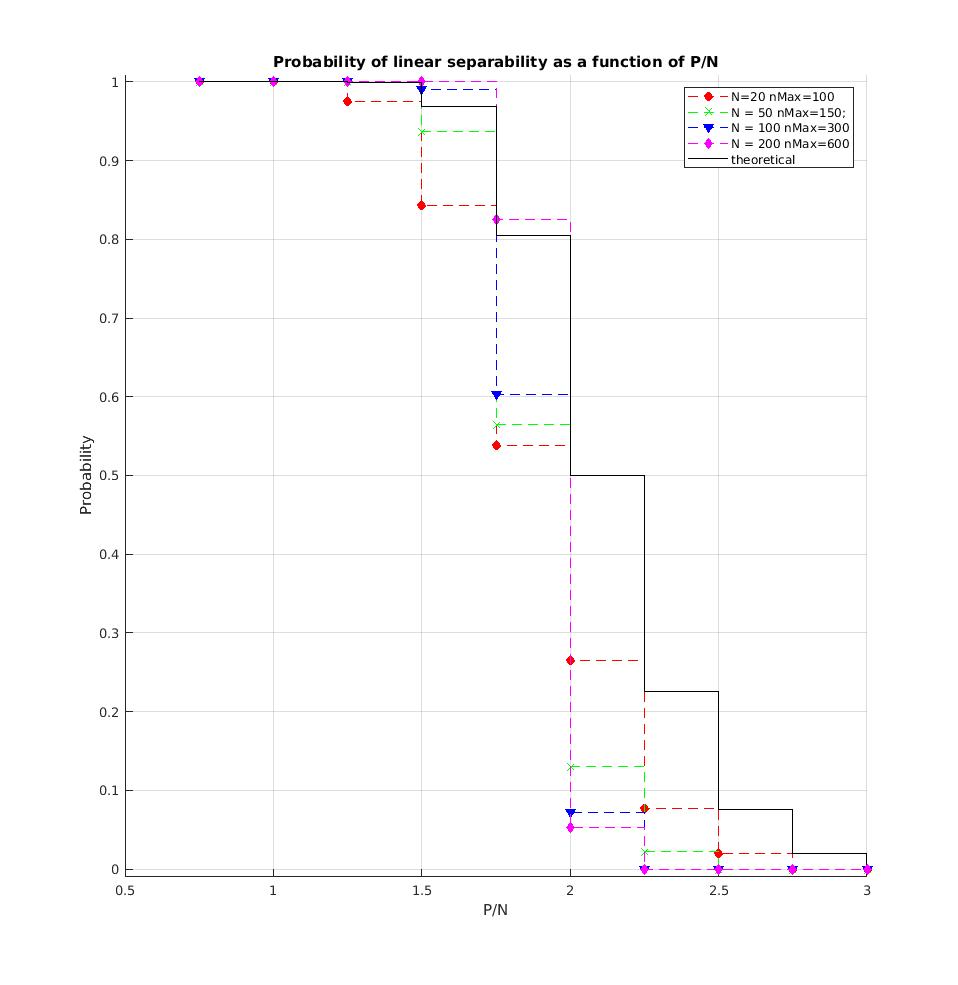 Probability of linear separability as a function of P/N
N=20 nMax=100
N = 50 nMax=150;
N = 100 nMax=300
N = 200 nMax=600
theoretical
1
0.9
0.8
0.7
0.6
0.5
0.4
0.3
0.2
0.1
0
Probability
0.5 1 1.5 2 2.5 3
P/N